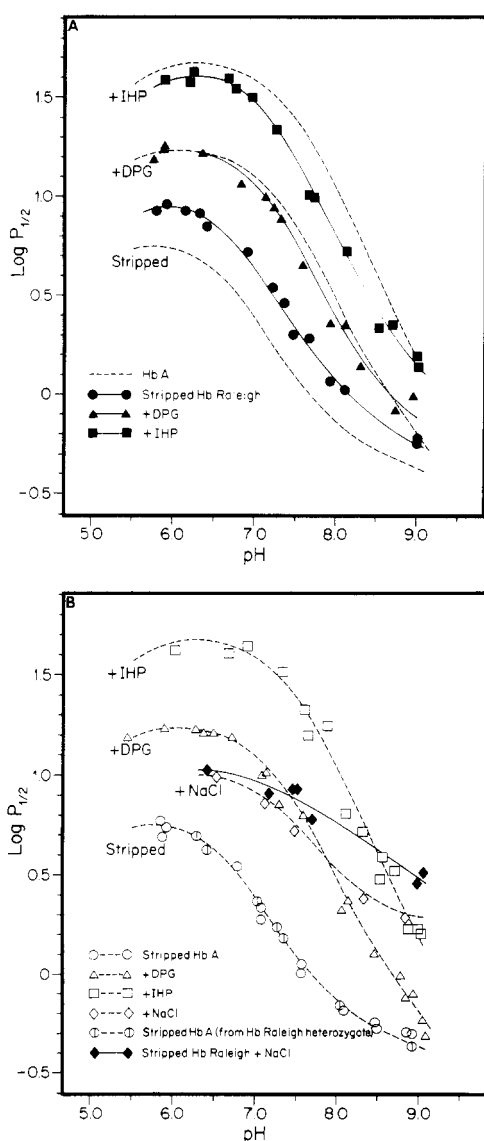 A
1.5
1.0
0.5
0
-0.5
Log P1/2
+IHP
+DPG
Stripped
Hb A
Stripped Hb Raleigh
+DPG
+IHP
5.0 6.0 7.0 8.0 9.0
pH
B
1.5
1.0
0.5
0
-0.5
Log P1/2
+IHP
+DPG
+NaCl
Stripped
Stripped Hb A
+DPG
+IHP
+NaCl
Stripped Hb A (from Hb Raleigh heterozygote)
Stripped Hb Raleigh + NaCl
5.0 6.0 7.0 8.0 9.0
pH